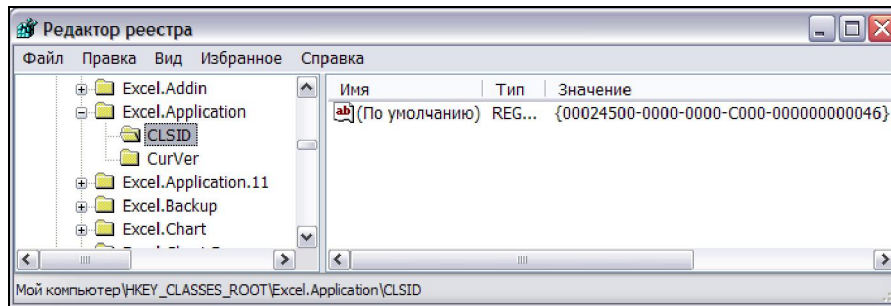 Редактор реестра
Файл Правка Вид Избранное Справка
Excel.Addin
Excel.Application
CLSID
CurVer
Excel.Application.11
Excel.Backup
Excel.Chart
Имя Тип Значение
ab (По умолчанию) REG... {00024500-0000-0000-C000-000000000046}
Мой компьютер\HKEY_CLASSES_ROOT\Excel.Application\CLSID